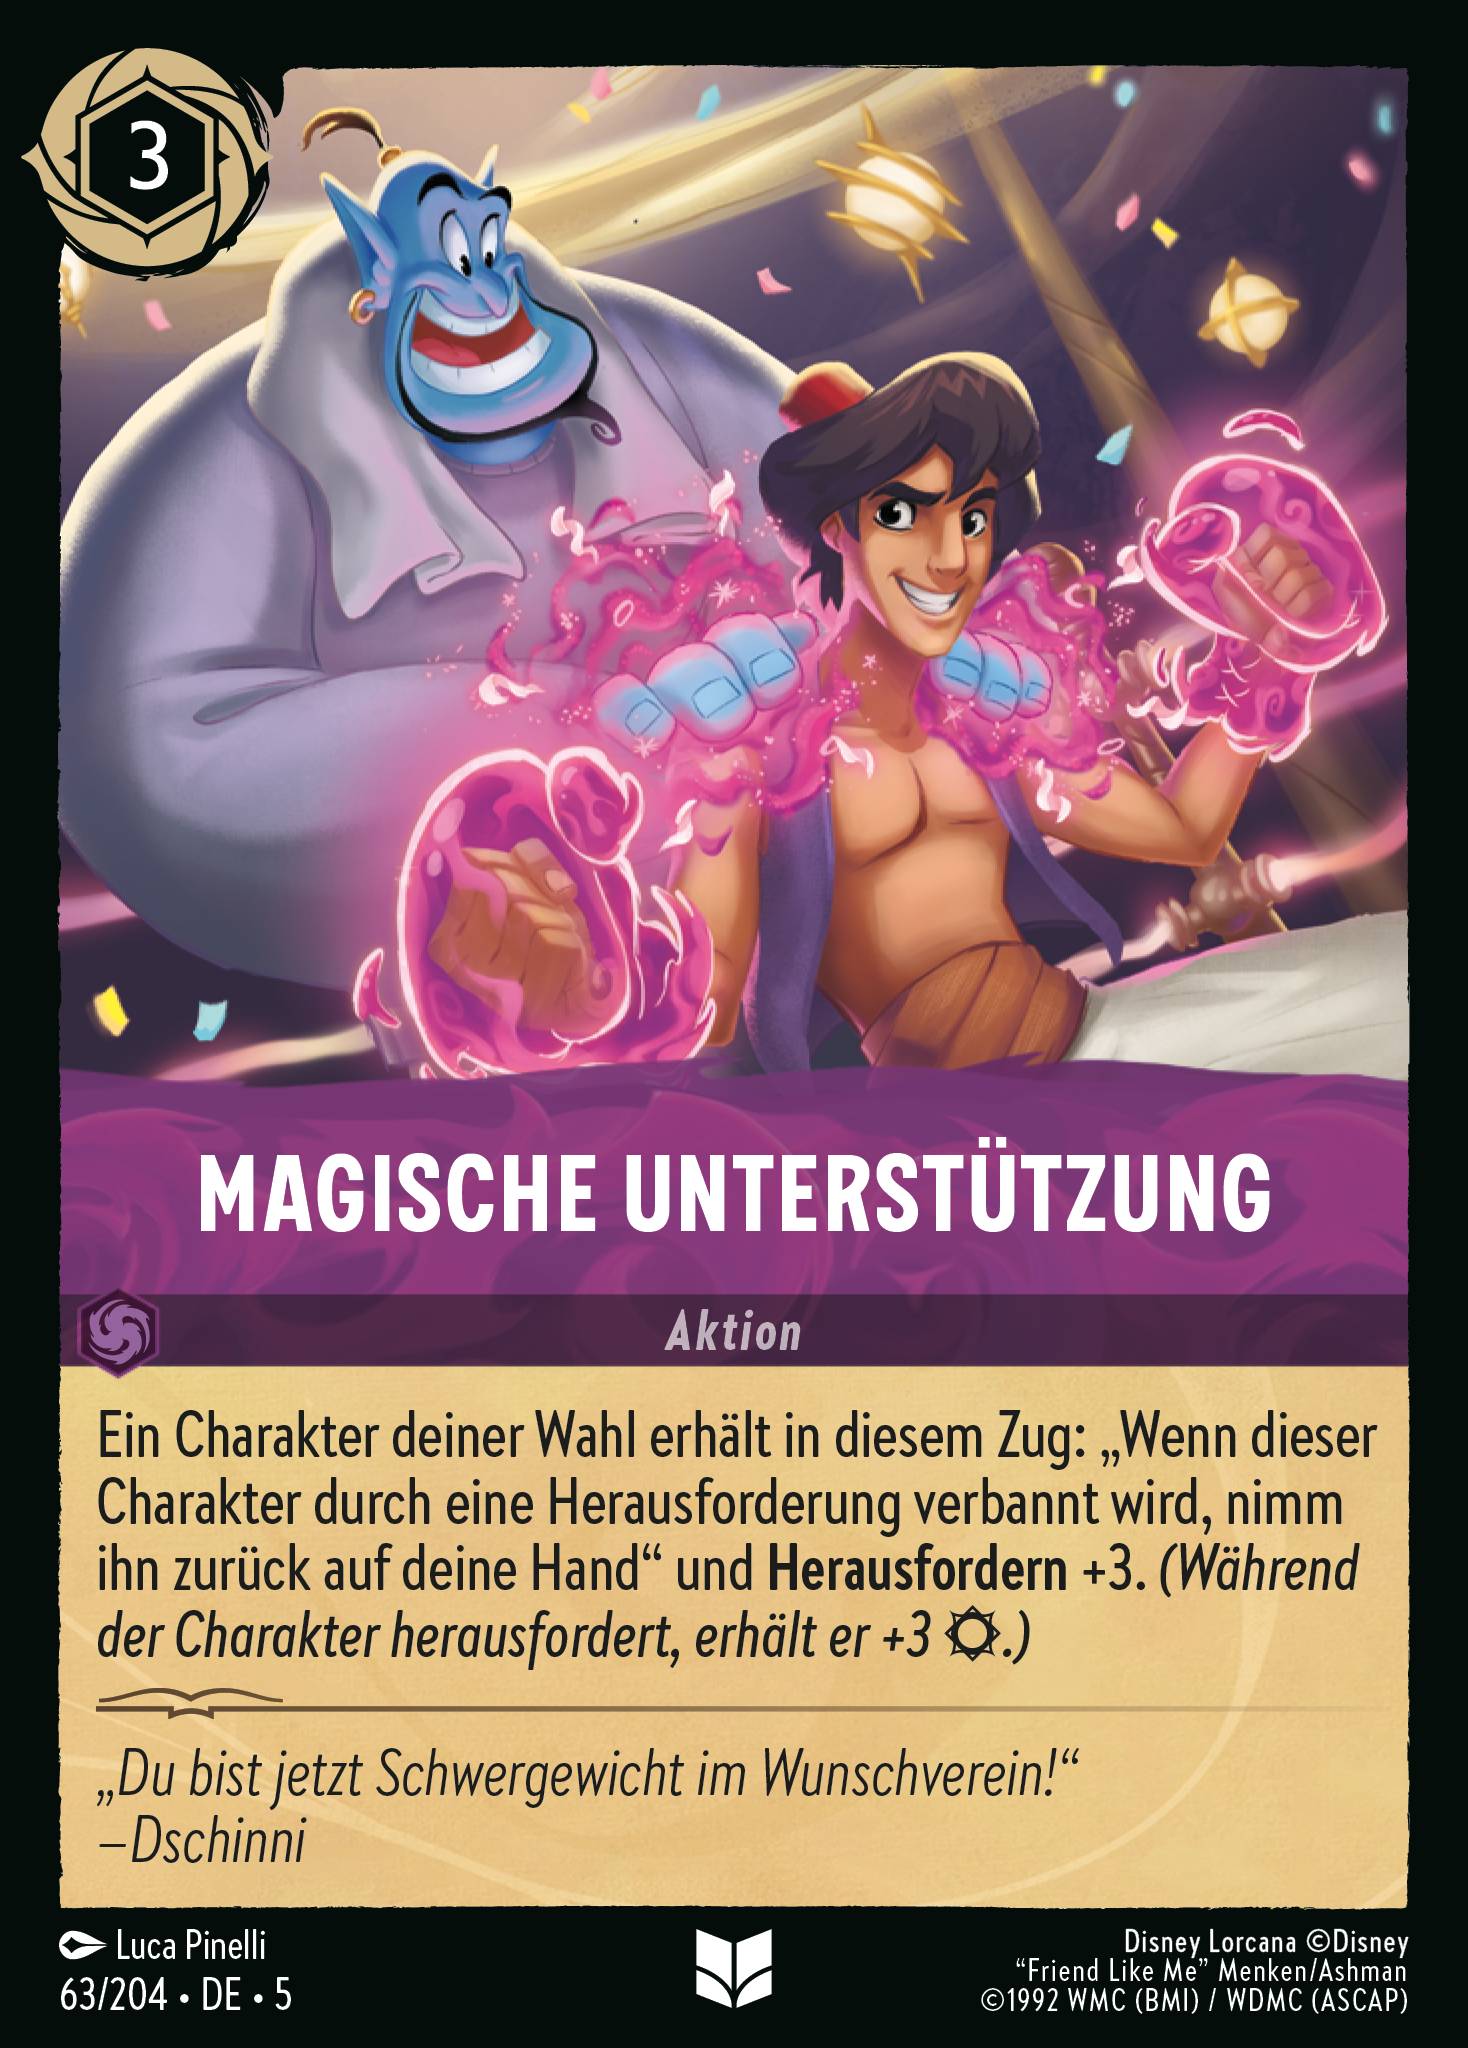 3
MAGISCHE UNTERSTÜTZUNG
Aktion
Ein Charakter deiner Wahl erhält in diesem Zug: „Wenn dieser
Charakter durch eine Herausforderung verbannt wird, nimm
ihn zurück auf deine Hand“ und Herausfordern +3. (Während
der Charakter herausfordert, erhält er +3 .)
„Du bist jetzt Schwergewicht im Wunschverein!“
–Dschinni
Luca Pinelli
63/204 • DE • 5
Disney Lorcana ©Disney
“Friend Like Me” Menken/Ashman
©1992 WMC (BMI) / WDMC (ASCAP)